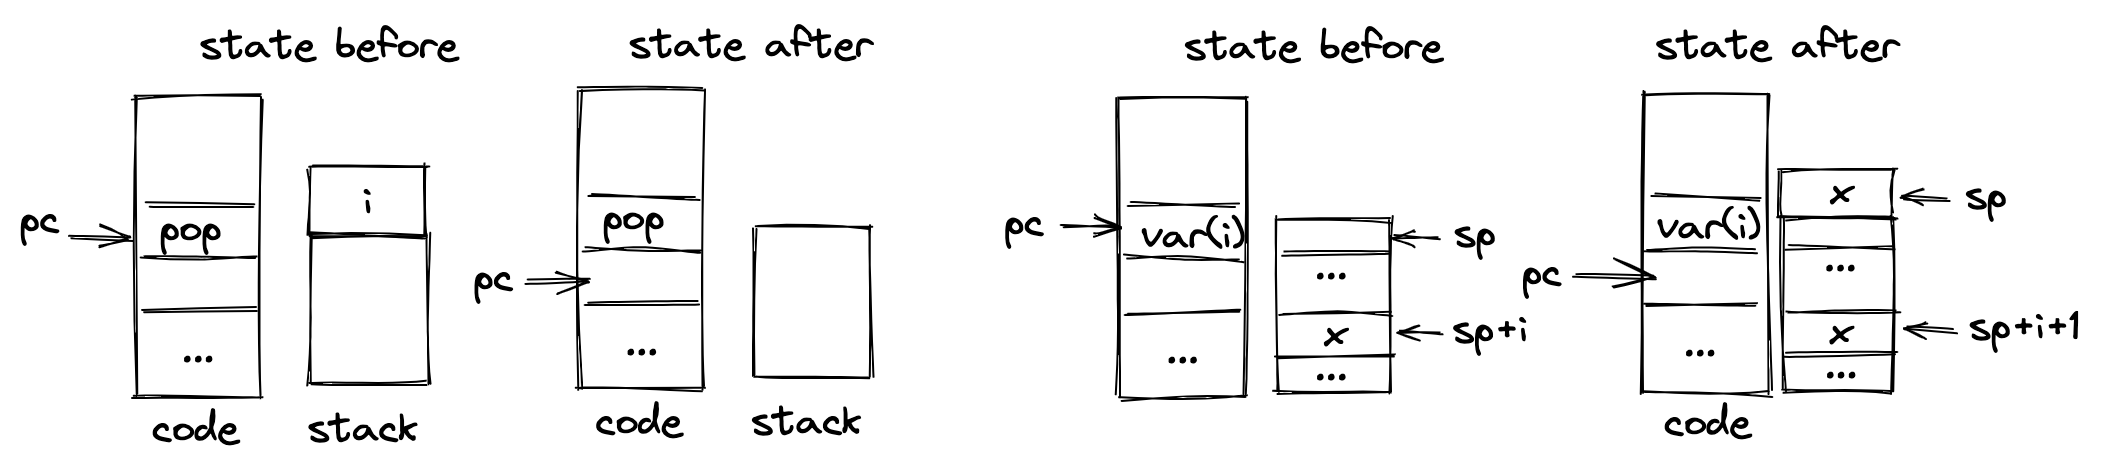 state before
state after
pc
pop
i
...
code
stack
pc
pop
...
code
stack
state before
state after
pc
var(i)
...
sp
...
x
sp+i
...
pc
var(i)
...
code
x
sp
...
x
sp+i+1
...